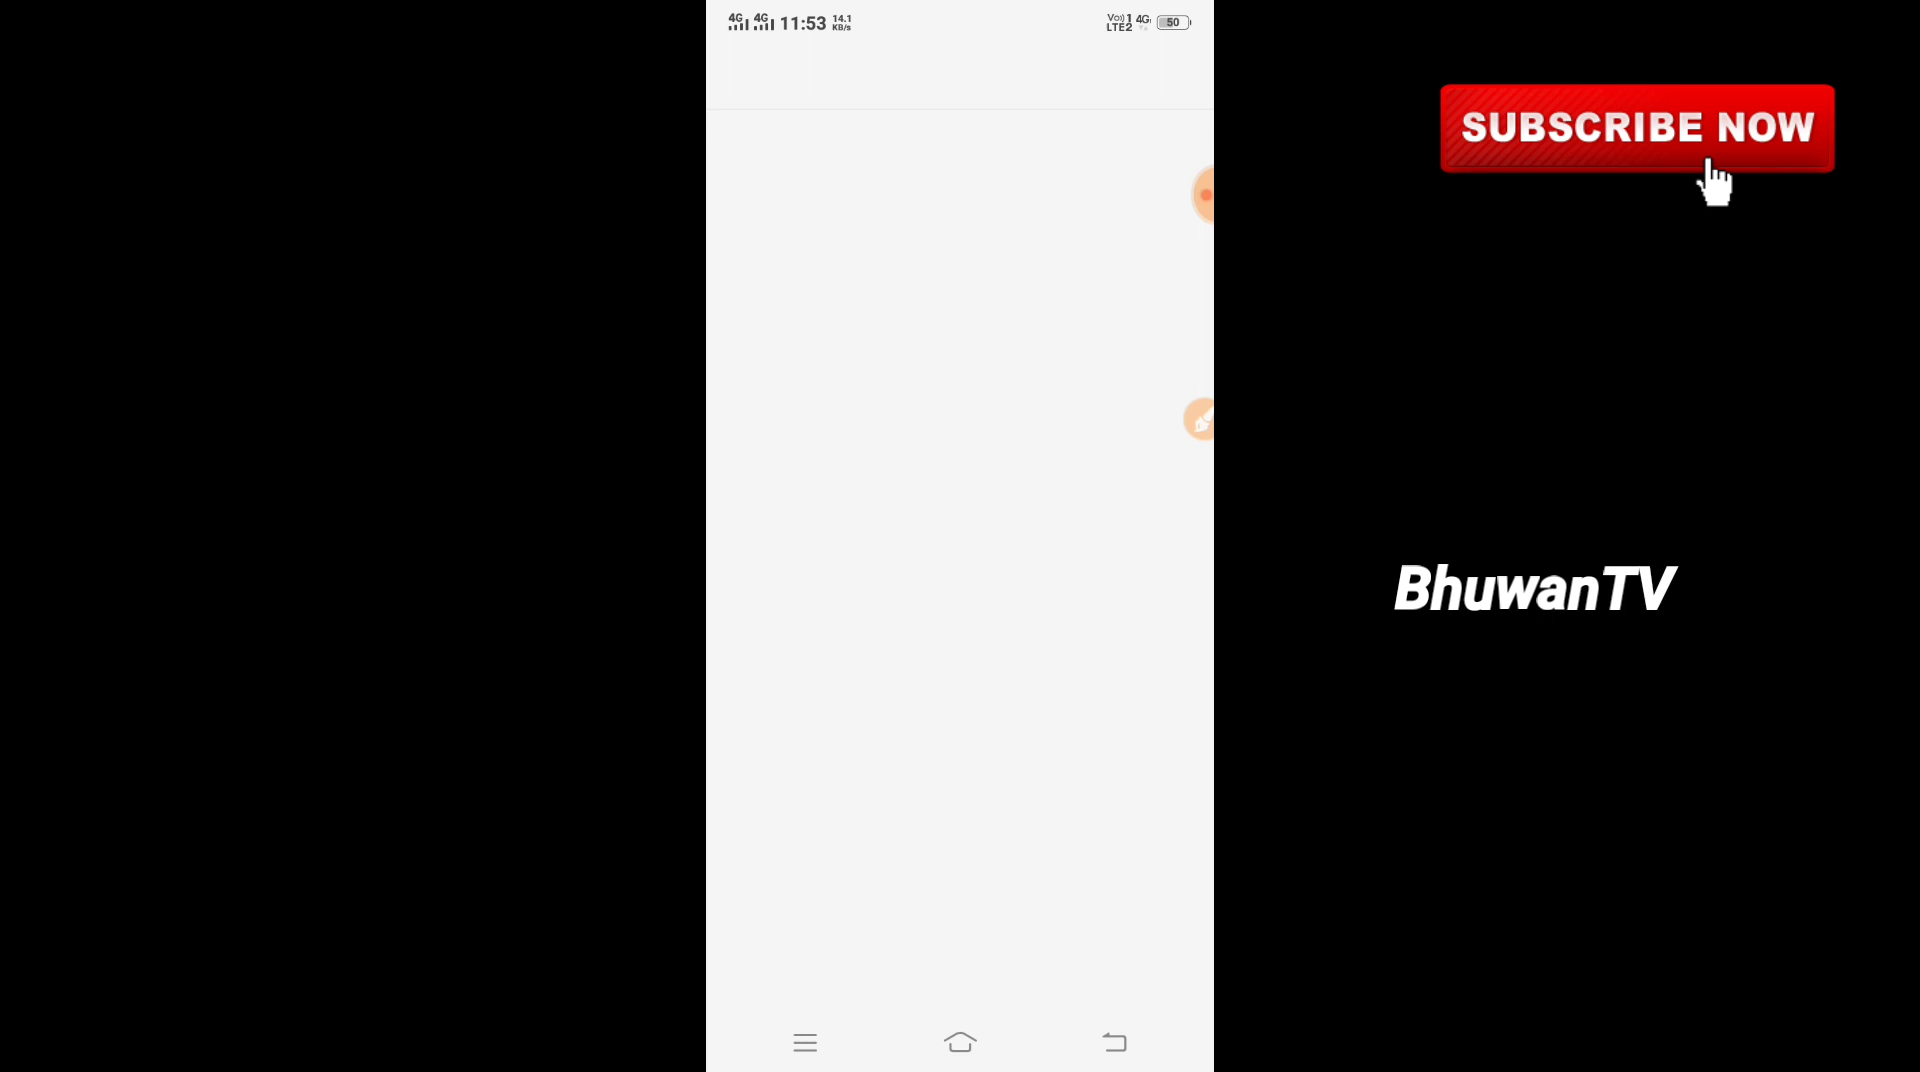 4G 4G 11:53 14.1 KB/s
Vo)) 1 4G
LTE2
50
SUBSCRIBE NOW
BhuwanTV